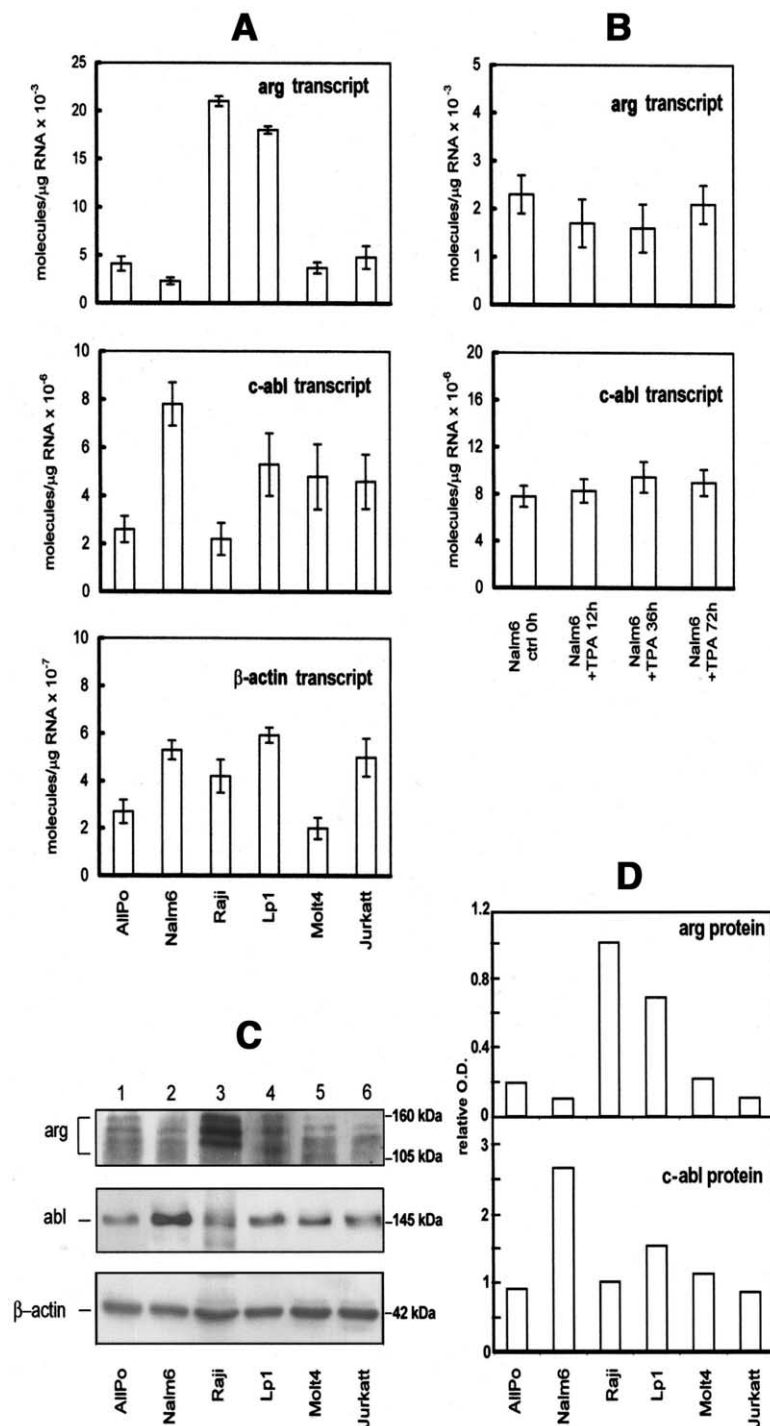 A
25
20
15
10
5
0
molecules/µg RNA x 10⁻³
arg transcript
10
8
6
4
2
0
molecules/µg RNA x 10⁻⁶
c-abl transcript
10
8
6
4
2
0
molecules/µg RNA x 10⁻⁷
β-actin transcript
AllPo
Nalm6
Raji
Lp1
Molt4
Jurkatt
B
5
4
3
2
1
0
molecules/µg RNA x 10⁻³
arg transcript
20
16
12
8
4
0
molecules/µg RNA x 10⁻⁶
c-abl transcript
Nalm6
ctrl 0h
Nalm6
+TPA 12h
Nalm6
+TPA 36h
Nalm6
+TPA 72h
C
1 2 3 4 5 6
arg
-160 kDa
-105 kDa
abl –
-145 kDa
β–actin –
-42 kDa
AllPo
Nalm6
Raji
Lp1
Molt4
Jurkatt
D
1.2
0.8
0.4
0
arg protein
relative O.D.
3
2
2
1
1
0
c-abl protein
AllPo
Nalm6
Raji
Lp1
Molt4
Jurkatt